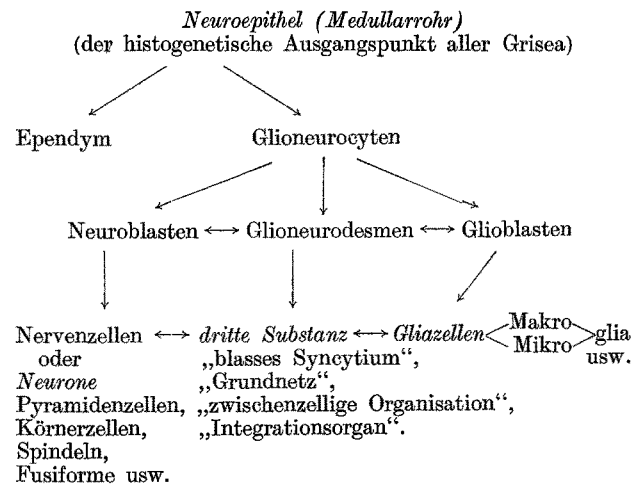 Neuroepithel (Medullarrohr)
(der histogenetische Ausgangspunkt aller Grisea)
Ependym Glioneurocyten
Neuroblasten ↔ Glioneurodesmen ↔ Glioblasten
Nervenzellen ↔ dritte Substanz ↔ Gliazellen < Makro > glia
Mikro
oder „blasses Syncytium“, usw.
Neurone „Grundnetz“,
Pyramidenzellen, „zwischenzellige Organisation“,
Körnerzellen, „Integrationsorgan“.
Spindeln,
Fusiforme usw.